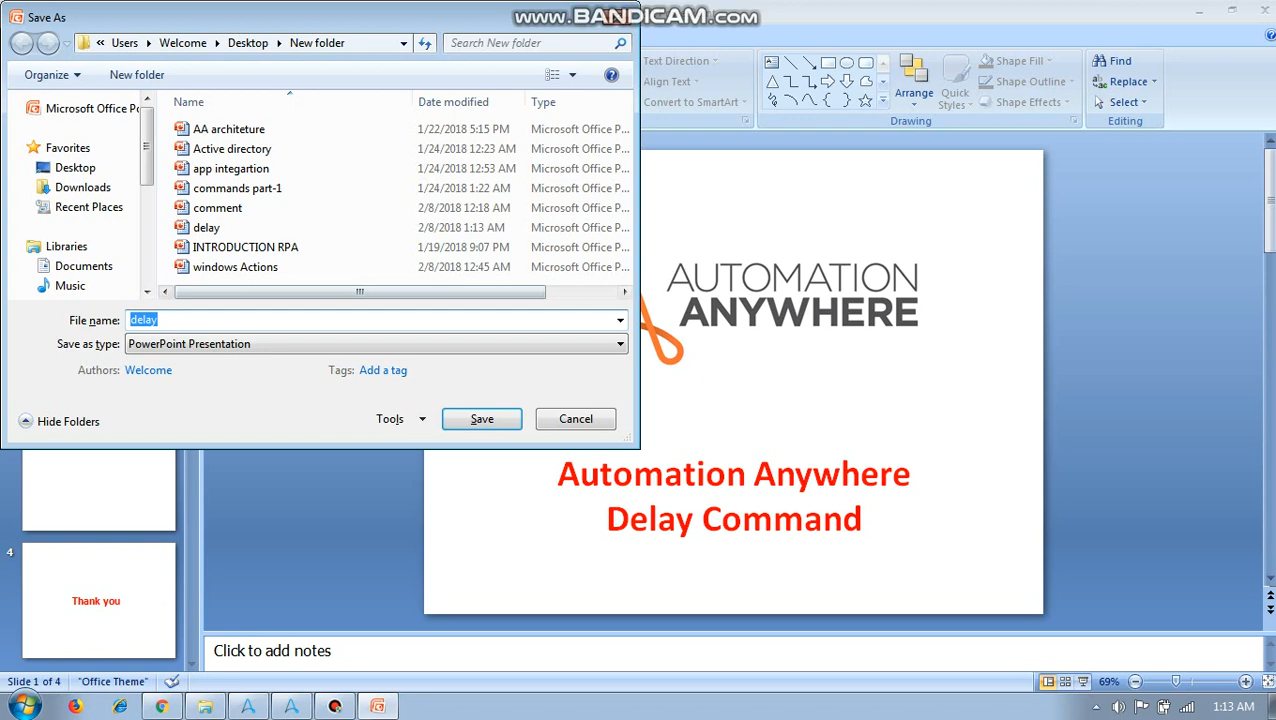 Save As
www.BANDICAM.com
« Users Welcome Desktop New folder
Search New folder
Organize
New folder
Text Direction
Align Text
Convert to SmartArt
Arrange
Quick Styles
Shape Fill
Shape Outline
Shape Effects
Find
Replace
Select
Drawing
Editing
Name Date modified Type
Microsoft Office Po
Favorites
Desktop
Downloads
Recent Places
Libraries
Documents
Music
AA architeture 1/22/2018 5:15 PM Microsoft Office P...
Active directory 1/24/2018 12:23 AM Microsoft Office P...
app integartion 1/24/2018 12:53 AM Microsoft Office P...
commands part-1 1/24/2018 1:22 AM Microsoft Office P...
comment 2/8/2018 12:18 AM Microsoft Office P...
delay 2/8/2018 1:13 AM Microsoft Office P...
INTRODUCTION RPA 1/19/2018 9:07 PM Microsoft Office P...
windows Actions 2/8/2018 12:45 AM Microsoft Office P...
File name: delay
Save as type: PowerPoint Presentation
Authors: Welcome Tags: Add a tag
Hide Folders
Tools
Save
Cancel
AUTOMATION
ANYWHERE
Automation Anywhere
Delay Command
4
Thank you
Click to add notes
Slide 1 of 4 "Office Theme" 69%
1:13 AM